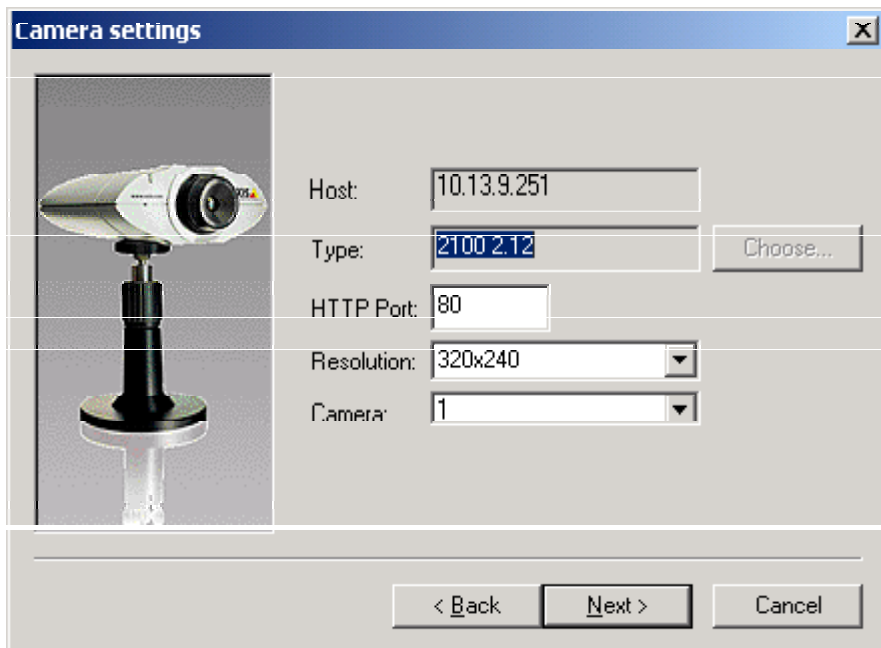 Camera settings
Host: 10.13.9.251
Type: 2100 2.12 Choose...
HTTP Port: 80
Resolution: 320x240
Camera: 1
< Back Next > Cancel